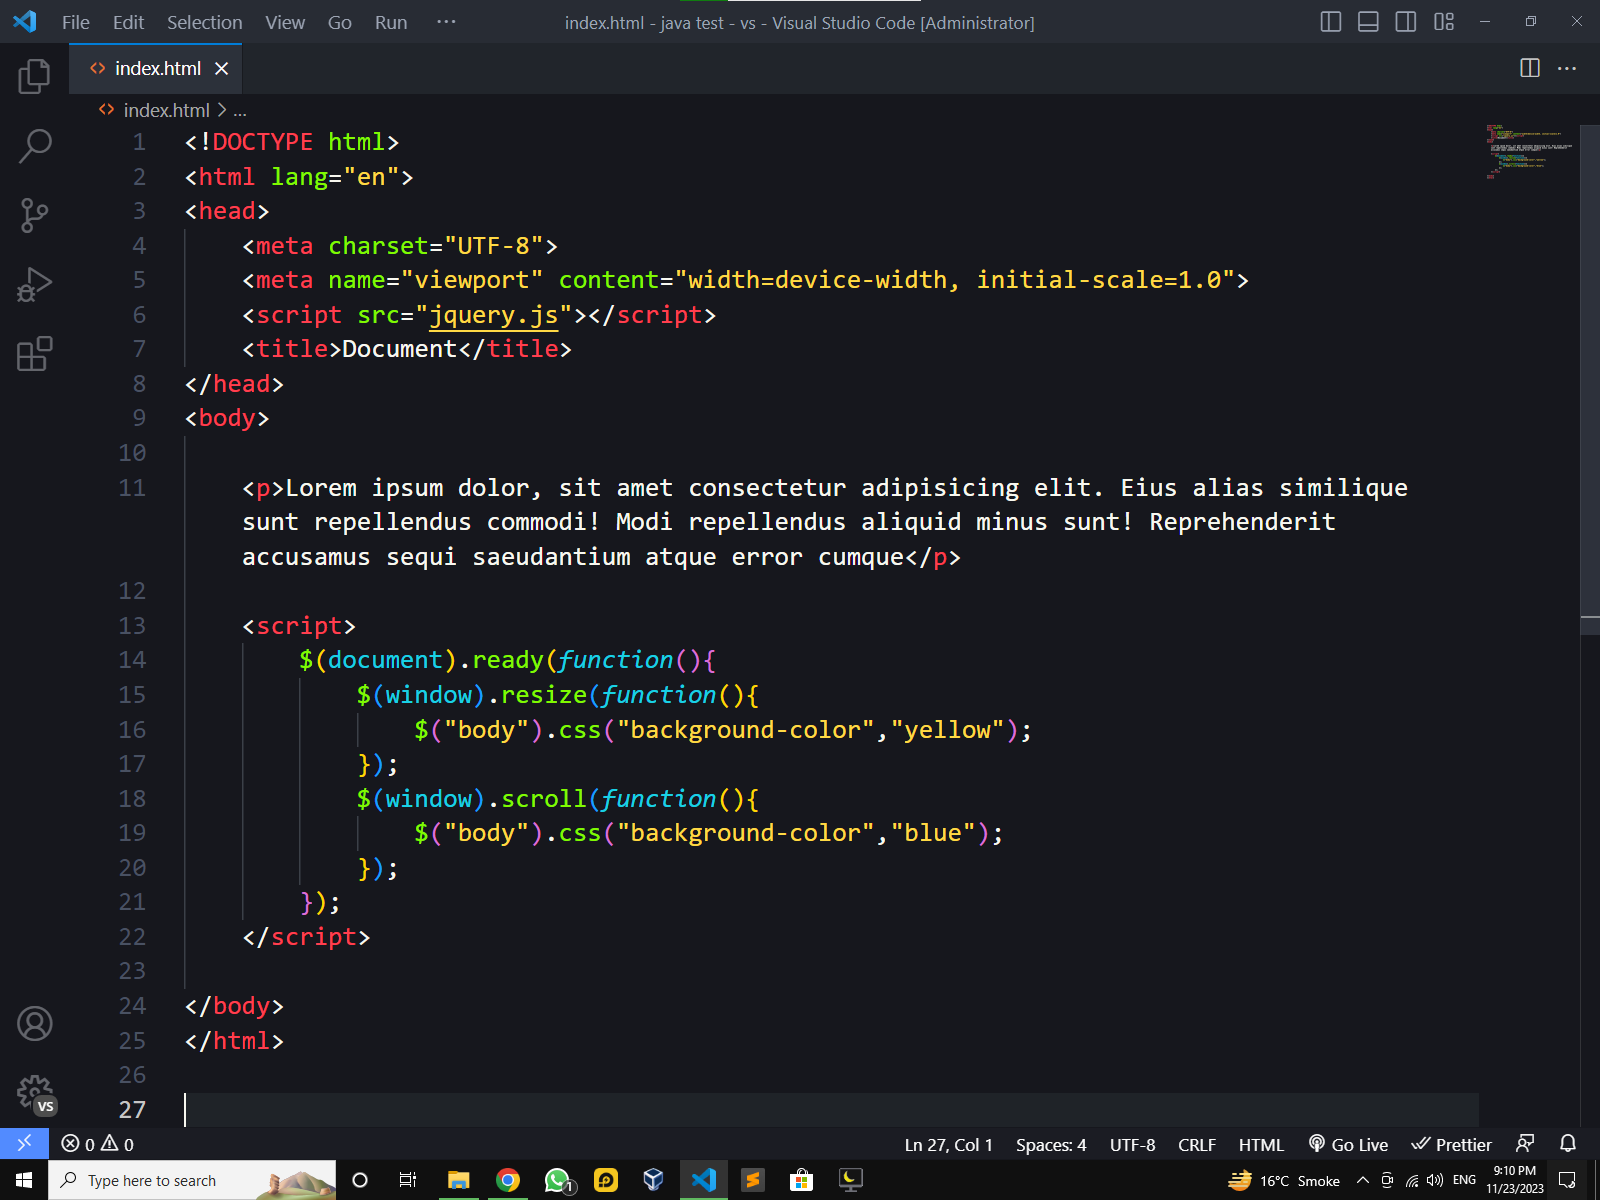 File Edit Selection View Go Run ··· index.html - java test - vs - Visual Studio Code [Administrator]
index.html
index.html > ...
1 <!DOCTYPE html>
2 <html lang="en">
3 <head>
4 <meta charset="UTF-8">
5 <meta name="viewport" content="width=device-width, initial-scale=1.0">
6 <script src="jquery.js"></script>
7 <title>Document</title>
8 </head>
9 <body>
10
11 <p>Lorem ipsum dolor, sit amet consectetur adipisicing elit. Eius alias similique
sunt repellendus commodi! Modi repellendus aliquid minus sunt! Reprehenderit
accusamus sequi saeudantium atque error cumque</p>
12
13 <script>
14 $(document).ready(function(){
15 $(window).resize(function(){
16 $("body").css("background-color","yellow");
17 });
18 $(window).scroll(function(){
19 $("body").css("background-color","blue");
20 });
21 });
22 </script>
23
24 </body>
25 </html>
26
27
VS
0 0 Ln 27, Col 1 Spaces: 4 UTF-8 CRLF HTML Go Live Prettier
Type here to search 1 16°C Smoke ENG 9:10 PM
11/23/2023